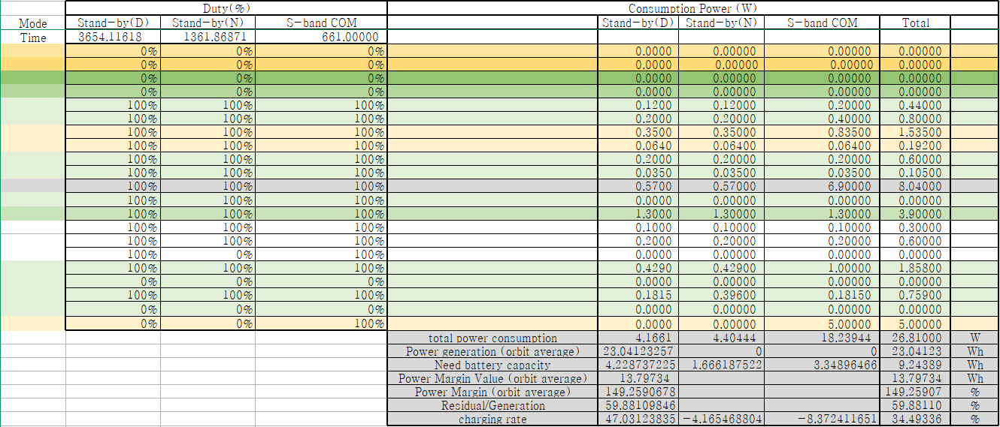 Duty(%) Consumption Power (W)
Mode Stand-by(D) Stand-by(N) S-band COM Stand-by(D) Stand-by(N) S-band COM Total
Time 3654.11618 1361.86871 661.00000
0% 0% 0% 0.0000 0.00000 0.00000 0.00000
0% 0% 0% 0.0000 0.00000 0.00000 0.00000
0% 0% 0% 0.0000 0.00000 0.00000 0.00000
0% 0% 0% 0.0000 0.00000 0.00000 0.00000
100% 100% 100% 0.1200 0.12000 0.20000 0.44000
100% 100% 100% 0.2000 0.20000 0.40000 0.80000
100% 100% 100% 0.3500 0.35000 0.83500 1.53500
100% 100% 100% 0.0640 0.06400 0.06400 0.19200
100% 100% 100% 0.2000 0.20000 0.20000 0.60000
100% 100% 100% 0.0350 0.03500 0.03500 0.10500
100% 100% 100% 0.5700 0.57000 6.90000 8.04000
100% 100% 100% 0.0000 0.00000 0.00000 0.00000
100% 100% 100% 1.3000 1.30000 1.30000 3.90000
100% 100% 100% 0.1000 0.10000 0.10000 0.30000
100% 100% 100% 0.2000 0.20000 0.20000 0.60000
100% 0% 100% 0.0000 0.00000 0.00000 0.00000
100% 100% 100% 0.4290 0.42900 1.00000 1.85800
0% 0% 0% 0.0000 0.00000 0.00000 0.00000
100% 100% 100% 0.1815 0.39600 0.18150 0.75900
0% 0% 0% 0.0000 0.00000 0.00000 0.00000
0% 0% 100% 0.0000 0.00000 5.00000 5.00000
total power consumption 4.1661 4.40444 18.23944 26.81000 W
Power generation (orbit average) 23.04123257 0 0 23.04123 Wh
Need battery capacity 4.228737225 1.666187522 3.34896466 9.24389 Wh
Power Margin Value (orbit average) 13.79734 13.79734 Wh
Power Margin (orbit average) 149.2590678 149.25907 %
Residual/Generation 59.88109846 59.88110 %
charging rate 47.03123835 -4.165468804 -8.372411651 34.49336 %